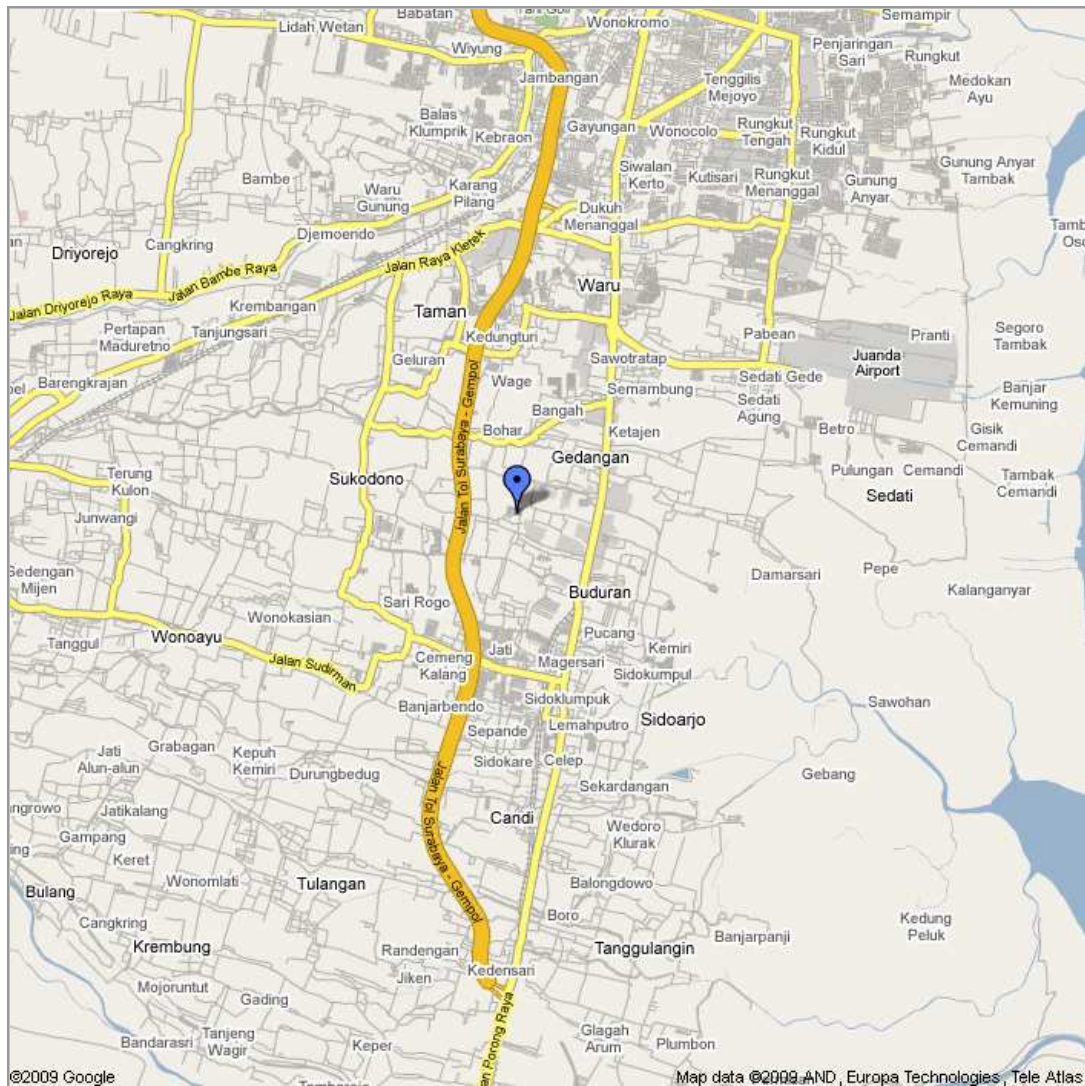 Babatan
Wonokromo
Semampir
Lidah Wetan
Wiyung
Penjaringan
Sari
Rungkut
Jambangan
Tenggilis
Mejoyo
Medokan
Ayu
Balas
Klumprik
Kebraon
Gayungan
Wonocolo
Rungkut
Tengah
Rungkut
Kidul
Siwalan
Kerto
Kutisari
Rungkut
Menanggal
Gunung
Anyar
Gunung Anyar
Tambak
Bambe
Waru
Gunung
Karang
Pilang
Dukuh
Menanggal
Djemoendo
Cangkring
Driyorejo
Jalan Raya Kletek
Jalan Bambe Raya
Jalan Driyorejo Raya
Krembangan
Waru
Taman
Pertapan
Maduretno
Tanjungsari
Kedungturi
Pabean
Pranti
Segoro
Tambak
Geluran
Sawotratap
Juanda
Airport
Barengkrajan
Wage
Semambung
Sedati Gede
Sedati
Agung
Banjar
Kemuning
Bangah
Bohar
Ketajen
Betro
Gisik
Cemandi
Jalan Tol Surabaya - Gempol
Gedangan
Terung
Kulon
Sukodono
Pulungan
Cemandi
Tambak
Cemandi
Sedati
Junwangi
Sedengan
Mijen
Damarsari
Pepe
Kalanganyar
Buduran
Sari Rogo
Wonokasian
Tanggul
Wonoayu
Pucang
Kemiri
Jati
Cemeng
Kalang
Magersari
Sidokumpul
Jalan Sudirman
Sawohan
Banjarbendo
Sidoklumpuk
Lemahputro
Sidoarjo
Sepande
Jati
Alun-alun
Grabagan
Kepuh
Kemiri
Durungbedug
Sidokare
Celep
Sekardangan
Gebang
Jalan Tol Surabaya - Gempol
Jatikalang
Candi
Wedoro
Klurak
Gampang
Keret
Wonomlati
Tulangan
Balongdowo
Bulang
Cangkring
Krembung
Boro
Kedung
Peluk
Randengan
Tanggulangin
Banjarpanji
Jiken
Kedensari
Mojoruntut
Gading
Porong Raya
Tanjeng
Wagir
Bandarasri
Keper
Glagah
Arum
Plumbon
©2009 Google
Map data ©2009 AND, Europa Technologies, Tele Atlas